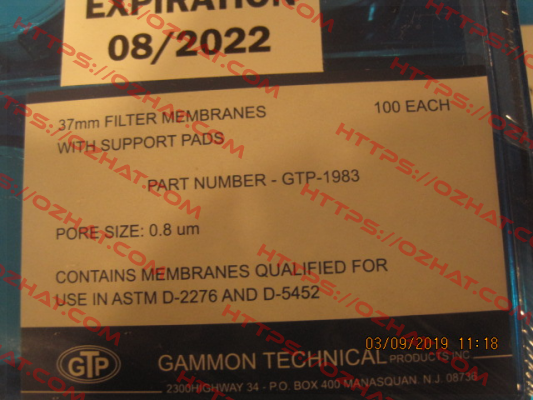 EXPIRATION
08/2022
37mm FILTER MEMBRANES 100 EACH
WITH SUPPORT PADS
PART NUMBER - GTP-1983
PORE SIZE: 0.8 um
CONTAINS MEMBRANES QUALIFIED FOR
USE IN ASTM D-2276 AND D-5452
03/09/2019 11:18
GTP
GAMMON TECHNICAL PRODUCTS INC.
2300HIGHWAY 34 - P.O. BOX 400 MANASQUAN, N.J. 08736
HTTPS://OZHAT.COM